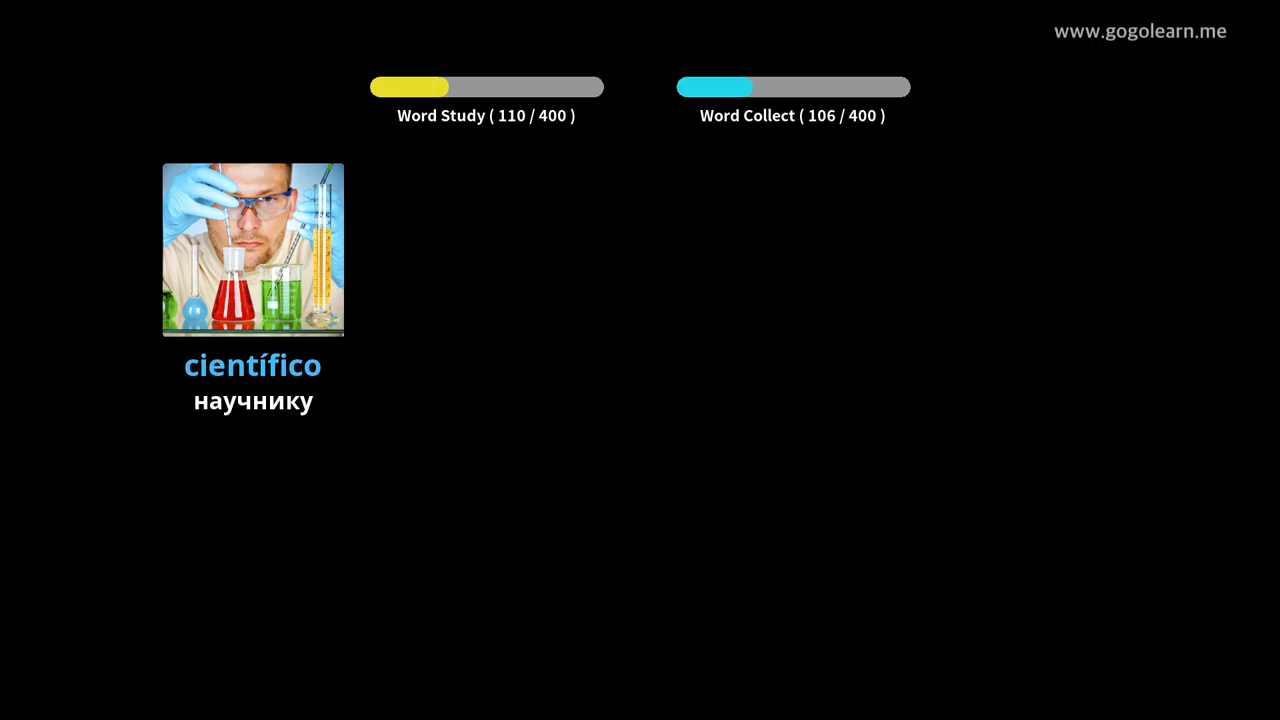 www.gogolearn.me
Word Study ( 110 / 400 )
Word Collect ( 106 / 400 )
científico
научнику